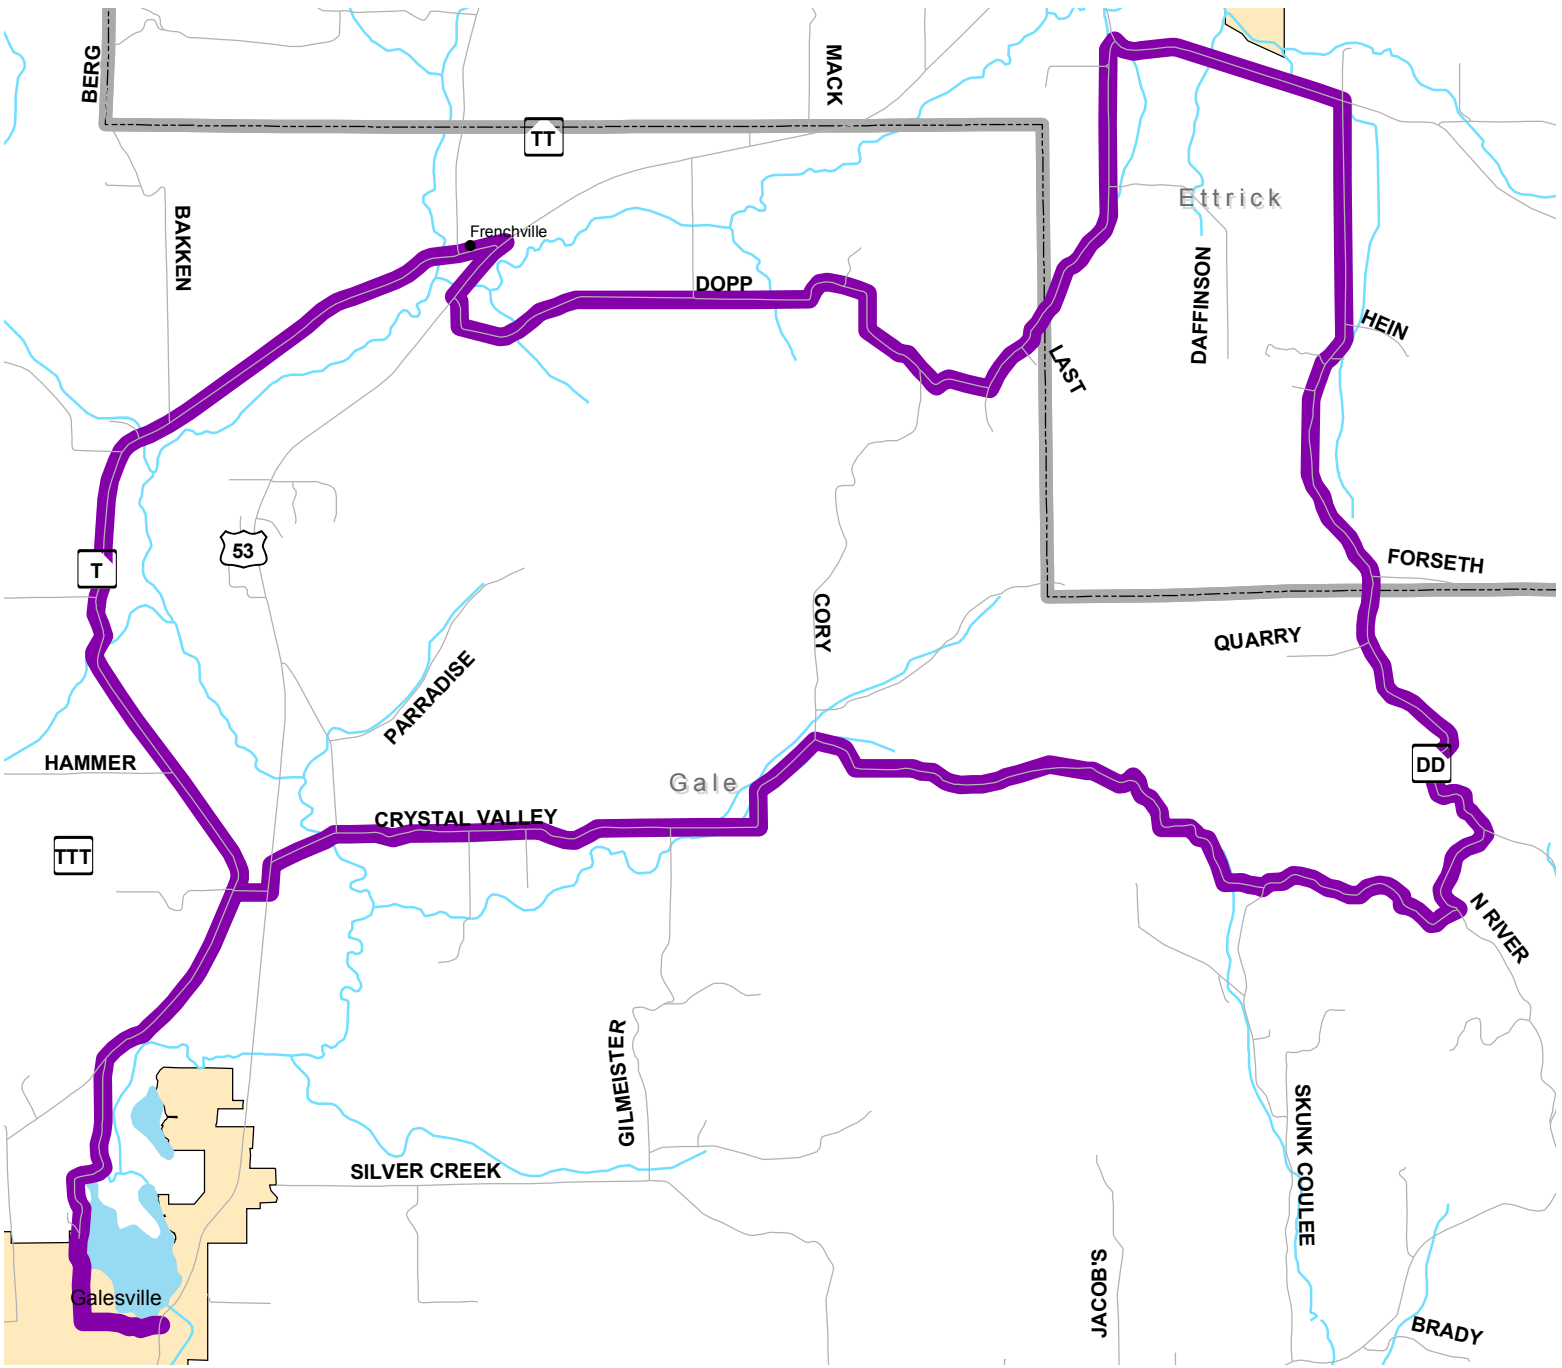 BERG
MACK
TT
Ettrick
BAKKEN
Frenchville
DOPP
DAFFINSON
HEIN
LAST
53
T
FORSETH
CORY
QUARRY
PARRADISE
HAMMER
DD
Gale
CRYSTAL VALLEY
TTT
N RIVER
GILMEISTER
SKUNK COULEE
SILVER CREEK
JACOB'S
Galesville
BRADY